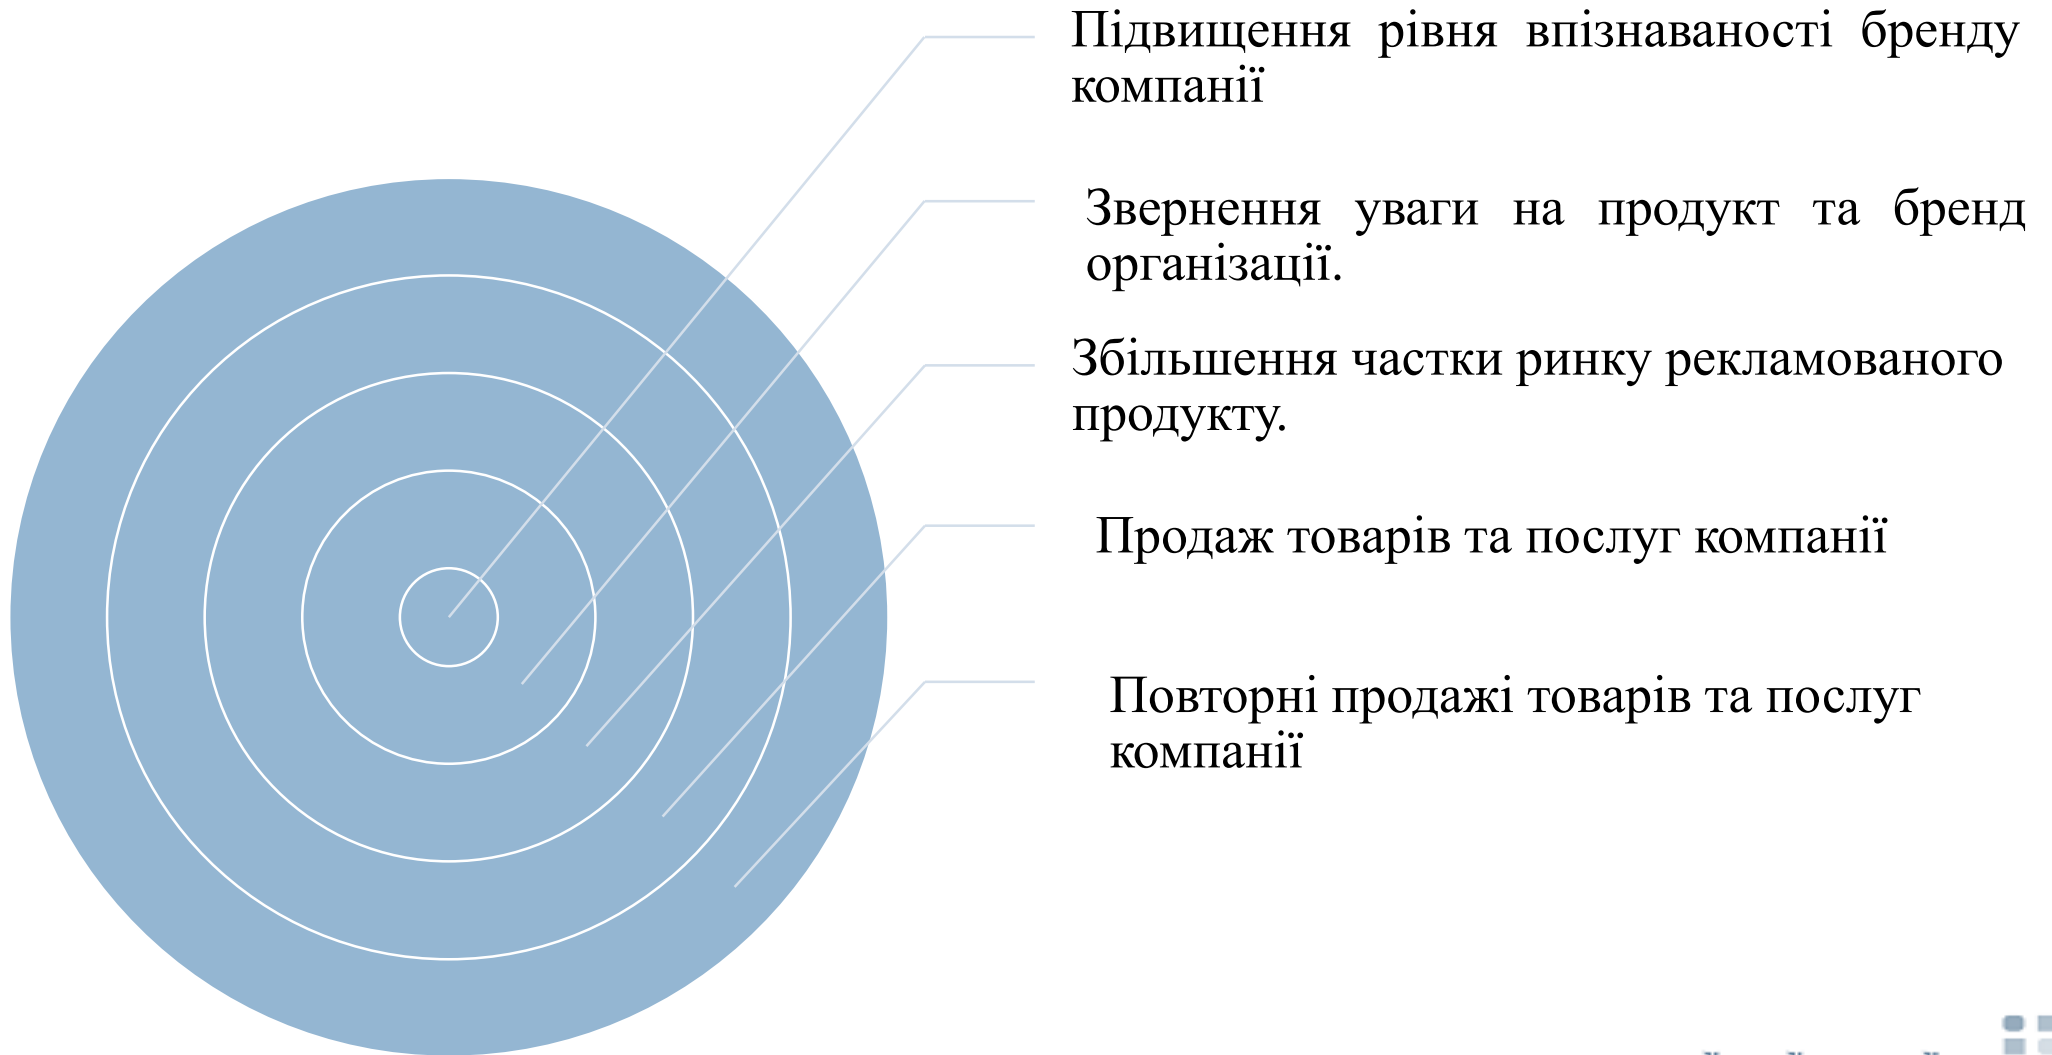 Підвищення рівня впізнаваності бренду
компанії
Звернення уваги на продукт та бренд
організації.
Збільшення частки ринку рекламованого
продукту.
Продаж товарів та послуг компанії
Повторні продажі товарів та послуг
компанії